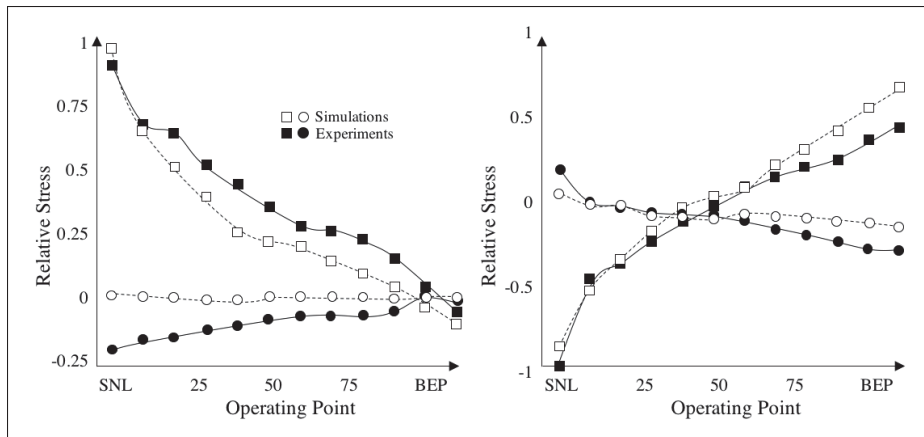 1
0.75
0.5
0.25
0
-0.25
Relative Stress
SNL 25 50 75 BEP
Operating Point
Simulations
Experiments
1
0.5
0
-0.5
-1
Relative Stress
SNL 25 50 75 BEP
Operating Point